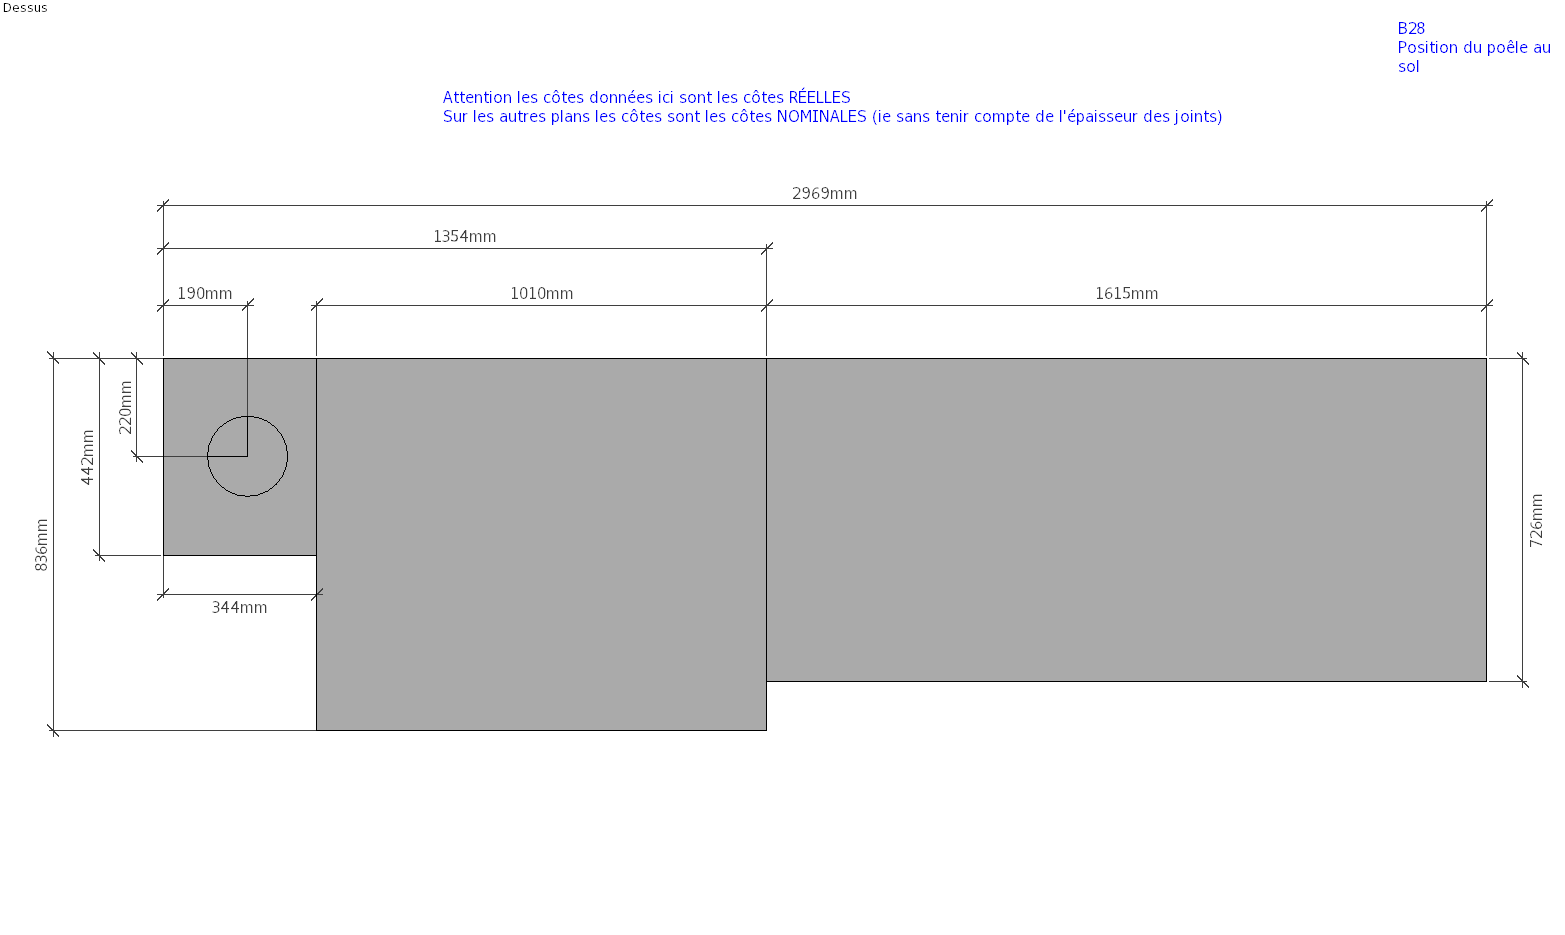 Dessus
B28
Position du poêle au
sol
Attention les côtes données ici sont les côtes RÉELLES
Sur les autres plans les côtes sont les côtes NOMINALES (ie sans tenir compte de l'épaisseur des joints)
2969mm
1354mm
190mm
1010mm
1615mm
220mm
442mm
836mm
726mm
344mm